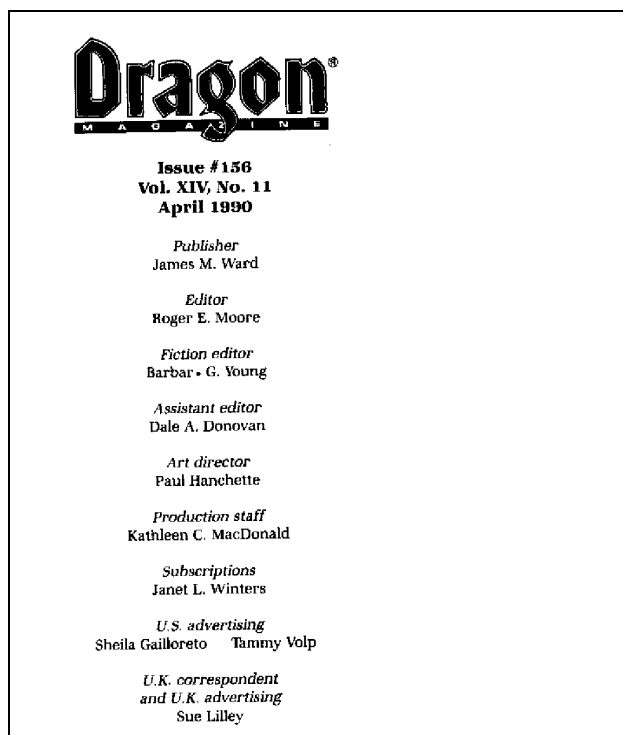 Dragon®
MAGAZINE
Issue #156
Vol. XIV, No. 11
April 1990
Publisher
James M. Ward
Editor
Roger E. Moore
Fiction editor
Barbar• G. Young
Assistant editor
Dale A. Donovan
Art director
Paul Hanchette
Production staff
Kathleen C. MacDonald
Subscriptions
Janet L. Winters
U.S. advertising
Sheila Gailloreto Tammy Volp
U.K. correspondent
and U.K. advertising
Sue Lilley